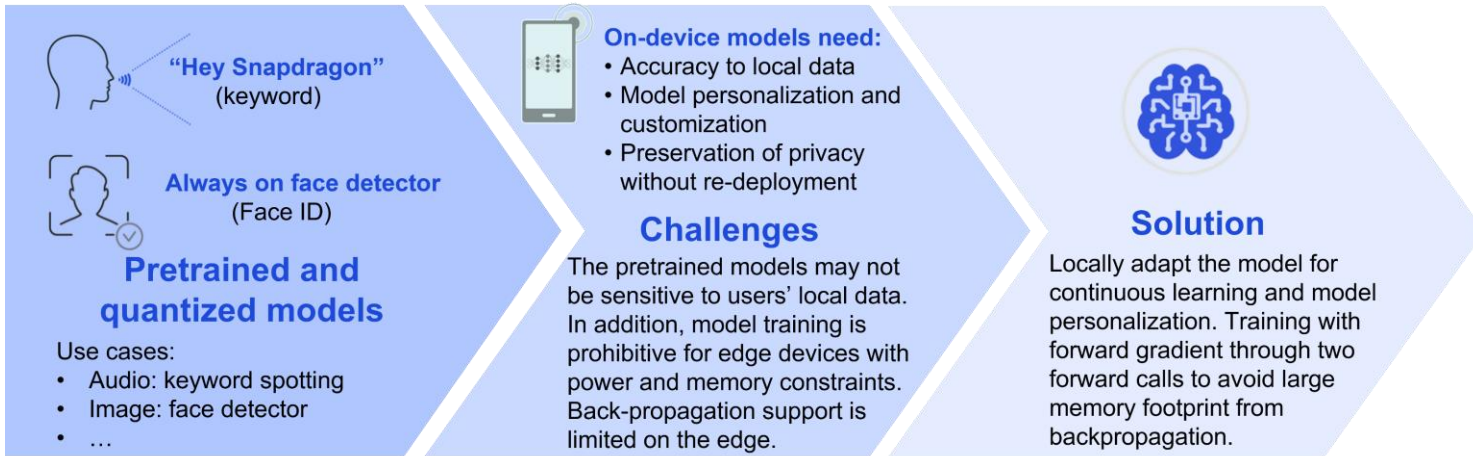 “Hey Snapdragon”
(keyword)
Always on face detector
(Face ID)
Pretrained and
quantized models
Use cases:
• Audio: keyword spotting
• Image: face detector
• …
On-device models need:
• Accuracy to local data
• Model personalization and
customization
• Preservation of privacy
without re-deployment
Challenges
The pretrained models may not
be sensitive to users’ local data.
In addition, model training is
prohibitive for edge devices with
power and memory constraints.
Back-propagation support is
limited on the edge.
Solution
Locally adapt the model for
continuous learning and model
personalization. Training with
forward gradient through two
forward calls to avoid large
memory footprint from
backpropagation.